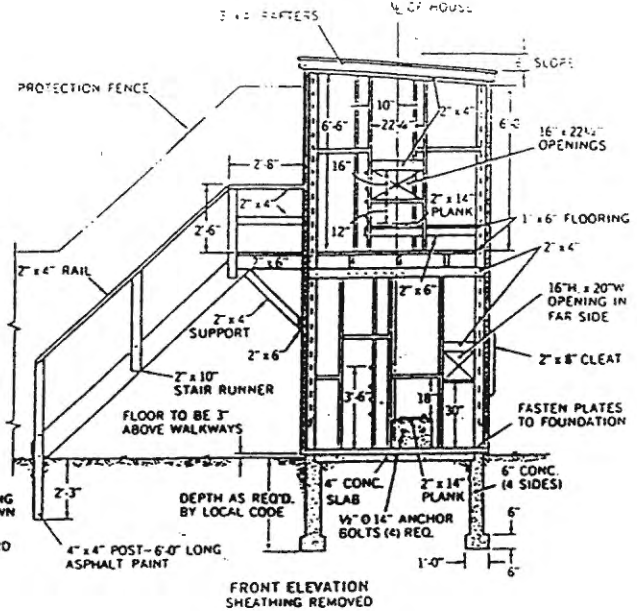 ℄ OF HOUSE
RAFTERS
SLOPE
PROTECTION FENCE
10"
22-¼"
2" x 4"
6'-6"
6'-0
16" x 22½"
OPENINGS
2'-8"
16"
2" x 4"
2" x 14"
PLANK
2'-6"
12"
1" x 6" FLOORING
2" x 4" RAIL
2" x 6"
2" x 4"
2" x 6"
16"H. x 20"W
OPENING IN
FAR SIDE
2" x 4"
SUPPORT
2" x 6"
2" x 8" CLEAT
2" x 10"
STAIR RUNNER
3'-6"
18"
30"
FLOOR TO BE 3"
ABOVE WALKWAYS
FASTEN PLATES
TO FOUNDATION
2'-3"
DEPTH AS REQ'D.
BY LOCAL CODE
4" CONC.
SLAB
2" x 14"
PLANK
6" CONC.
(4 SIDES)
½" O 14" ANCHOR
BOLTS (4) REQ.
6"
4" x 4" POST-6'-0" LONG
ASPHALT PAINT
1'-0"
6"
FRONT ELEVATION
SHEATHING REMOVED